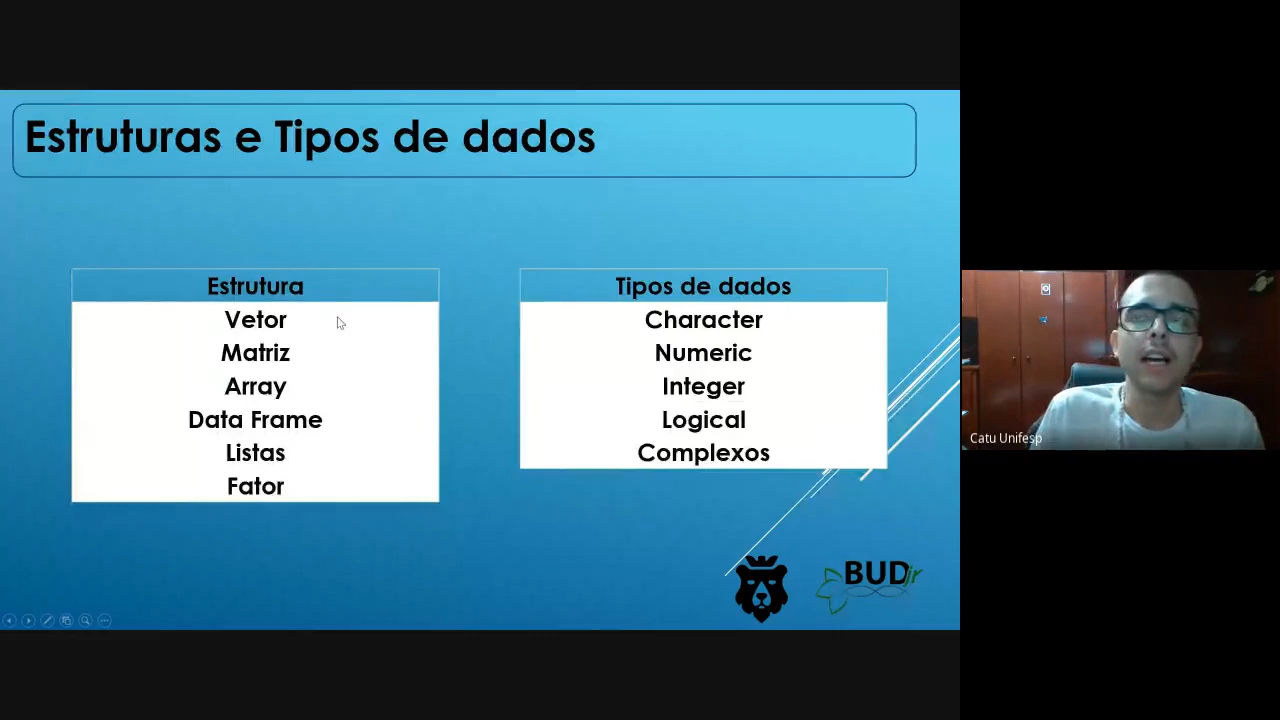 Estruturas e Tipos de dados
Estrutura
Vetor
Matriz
Array
Data Frame
Listas
Fator
Tipos de dados
Character
Numeric
Integer
Logical
Complexos
BUDjr
Catu Unifesp